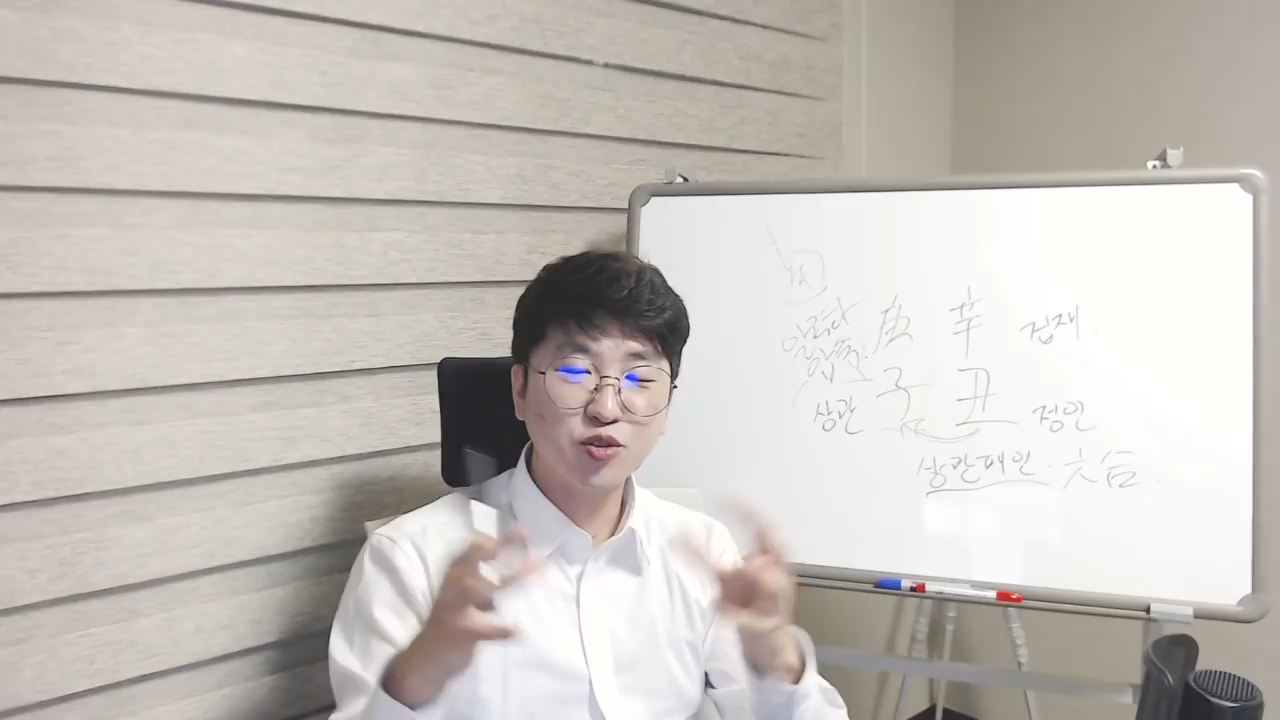 庚 辛 겁재.
상관 子 丑 정인
상관패인. 六合.